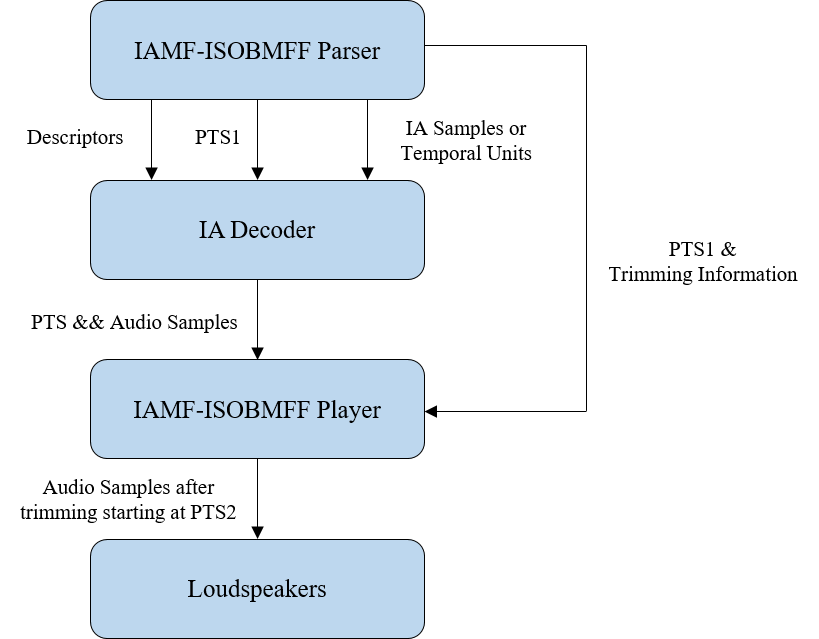 IAMF-ISOBMFF Parser
Descriptors
PTS1
IA Samples or
Temporal Units
IA Decoder
PTS1 &
Trimming Information
PTS && Audio Samples
IAMF-ISOBMFF Player
Audio Samples after
trimming starting at PTS2
Loudspeakers